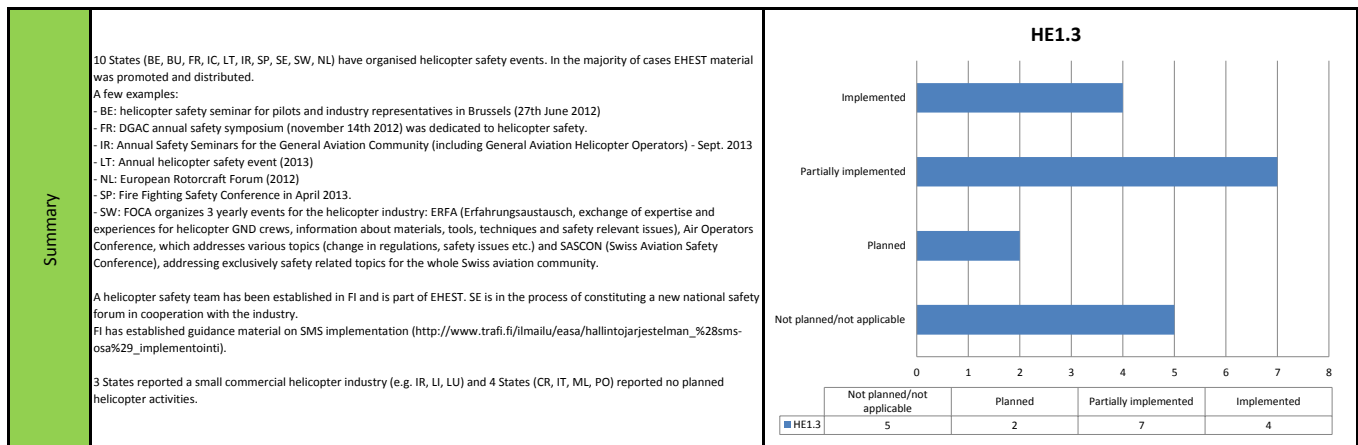 Summary
10 States (BE, BU, FR, IC, LT, IR, SP, SE, SW, NL) have organised helicopter safety events. In the majority of cases EHEST material
was promoted and distributed.
A few examples:
- BE: helicopter safety seminar for pilots and industry representatives in Brussels (27th June 2012)
- FR: DGAC annual safety symposium (november 14th 2012) was dedicated to helicopter safety.
- IR: Annual Safety Seminars for the General Aviation Community (including General Aviation Helicopter Operators) - Sept. 2013
- LT: Annual helicopter safety event (2013)
- NL: European Rotorcraft Forum (2012)
- SP: Fire Fighting Safety Conference in April 2013.
- SW: FOCA organizes 3 yearly events for the helicopter industry: ERFA (Erfahrungsaustausch, exchange of expertise and
experiences for helicopter GND crews, information about materials, tools, techniques and safety relevant issues), Air Operators
Conference, which addresses various topics (change in regulations, safety issues etc.) and SASCON (Swiss Aviation Safety
Conference), addressing exclusively safety related topics for the whole Swiss aviation community.
A helicopter safety team has been established in FI and is part of EHEST. SE is in the process of constituting a new national safety
forum in cooperation with the industry.
FI has established guidance material on SMS implementation (http://www.trafi.fi/ilmailu/easa/hallintojarjestelman_%28sms-
osa%29_implementointi).
3 States reported a small commercial helicopter industry (e.g. IR, LI, LU) and 4 States (CR, IT, ML, PO) reported no planned
helicopter activities.
HE1.3
Implemented
Partially implemented
Planned
Not planned/not applicable
0 1 2 3 4 5 6 7 8
Not planned/not
applicable
Planned Partially implemented Implemented
HE1.3 5 2 7 4